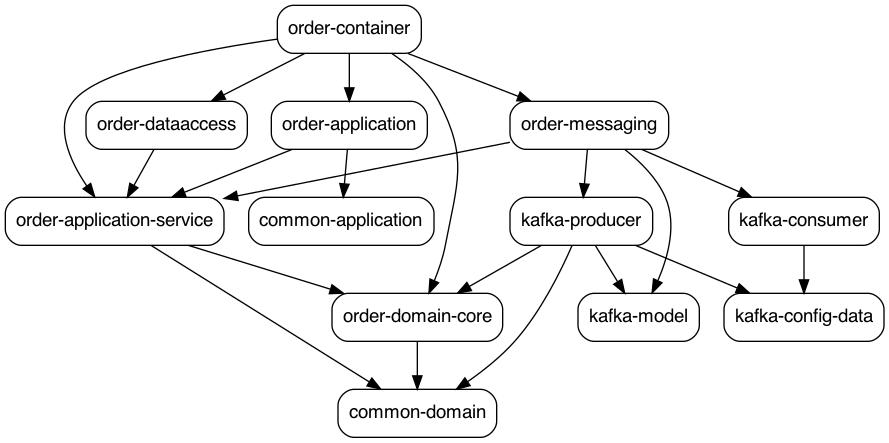 order-container
order-dataaccess
order-application
order-messaging
order-application-service
common-application
kafka-producer
kafka-consumer
order-domain-core
kafka-model
kafka-config-data
common-domain